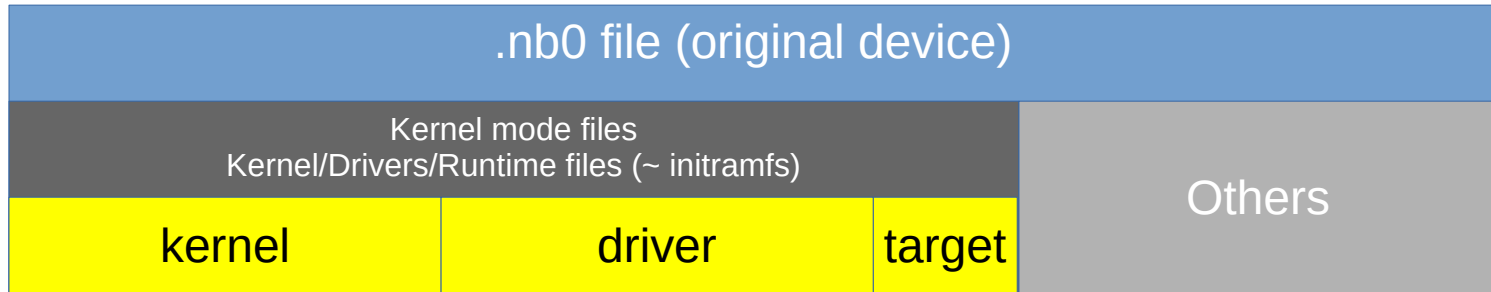 .nb0 file (original device)
Kernel mode files
Kernel/Drivers/Runtime files (~ initramfs)
Others
kernel
driver
target